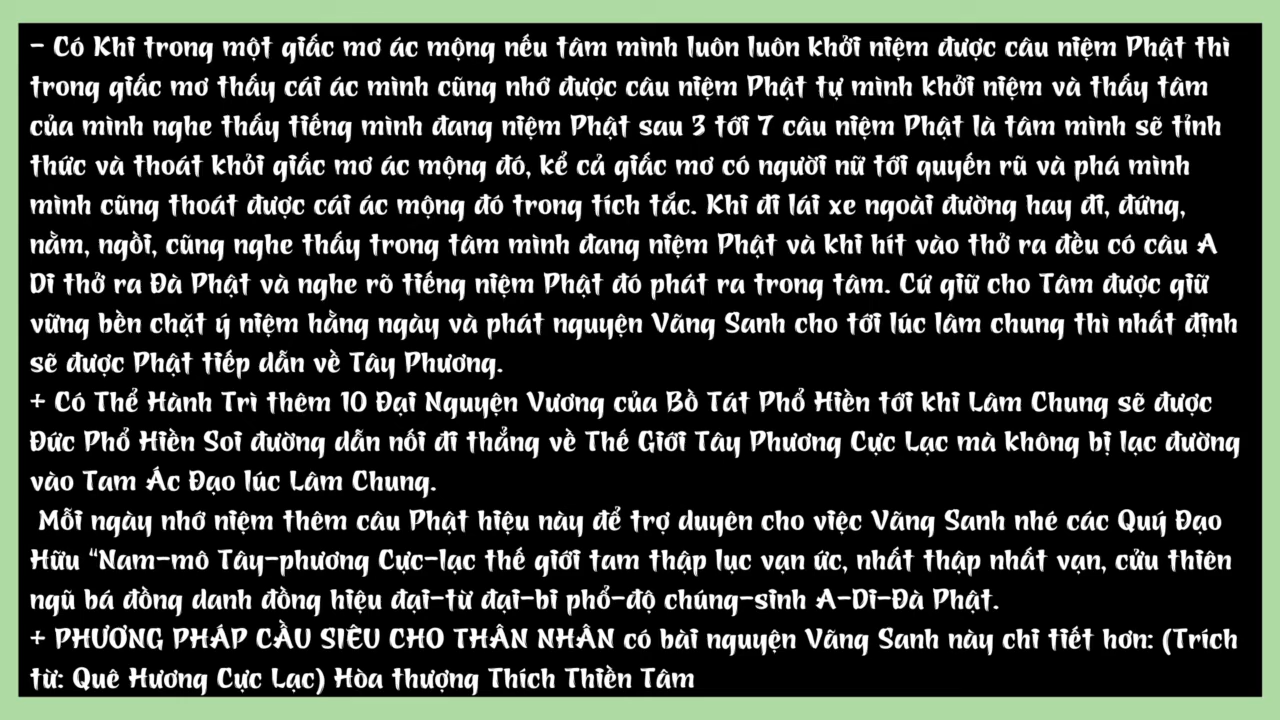 - Có Khi trong một giấc mơ ác mộng nếu tâm mình luôn luôn khởi niệm được câu niệm Phật thì
trong giấc mơ thấy cái ác mình cũng nhớ được câu niệm Phật tự mình khởi niệm và thấy tâm
của mình nghe thấy tiếng mình đang niệm Phật sau 3 tới 7 câu niệm Phật là tâm mình sẽ tỉnh
thức và thoát khỏi giấc mơ ác mộng đó, kể cả giấc mơ có người nữ tới quyến rũ và phá mình
mình cũng thoát được cái ác mộng đó trong tích tắc. Khi đi lái xe ngoài đường hay đi, đứng,
nằm, ngồi, cũng nghe thấy trong tâm mình đang niệm Phật và khi hít vào thở ra đều có câu A
Di thở ra Đà Phật và nghe rõ tiếng niệm Phật đó phát ra trong tâm. Cứ giữ cho Tâm được giữ
vững bền chặt ý niệm hằng ngày và phát nguyện Vãng Sanh cho tới lúc lâm chung thì nhất định
sẽ được Phật tiếp dẫn về Tây Phương.
+ Có Thể Hành Trì thêm 10 Đại Nguyện Vương của Bồ Tát Phổ Hiền tới khi Lâm Chung sẽ được
Đức Phổ Hiền Soi đường dẫn nối đi thẳng về Thế Giới Tây Phương Cực Lạc mà không bị lạc đường
vào Tam Ác Đạo lúc Lâm Chung.
Mỗi ngày nhớ niệm thêm câu Phật hiệu này để trợ duyên cho việc Vãng Sanh nhé các Quý Đạo
Hữu "Nam-mô Tây-phương Cực-lạc thế giới tam thập lục vạn ức, nhất thập nhất vạn, cửu thiên
ngũ bá đồng danh đồng hiệu đại-từ đại-bi phổ-độ chúng-sinh A-Di-Đà Phật.
+ PHƯƠNG PHÁP CẦU SIÊU CHO THÂN NHÂN có bài nguyện Vãng Sanh này chi tiết hơn: (Trích
từ: Quê Hương Cực Lạc) Hòa thượng Thích Thiền Tâm